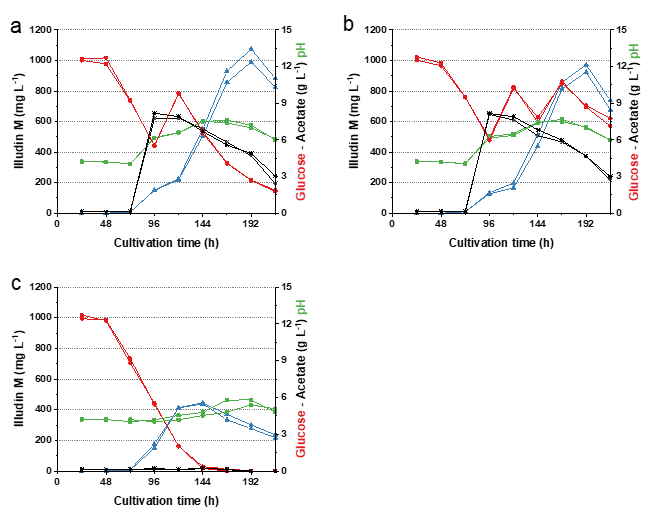 a
1200
1000
800
600
400
200
0
Illudin M (mg L⁻¹)
15
12
9
6
3
0
Glucose - Acetate (g L⁻¹) pH
0 48 96 144 192
Cultivation time (h)
b
1200
1000
800
600
400
200
0
Illudin M (mg L⁻¹)
15
12
9
6
3
0
Glucose - Acetate (g L⁻¹) pH
0 48 96 144 192
Cultivation time (h)
c
1200
1000
800
600
400
200
0
Illudin M (mg L⁻¹)
15
12
9
6
3
0
Glucose - Acetate (g L⁻¹) pH
0 48 96 144 192
Cultivation time (h)